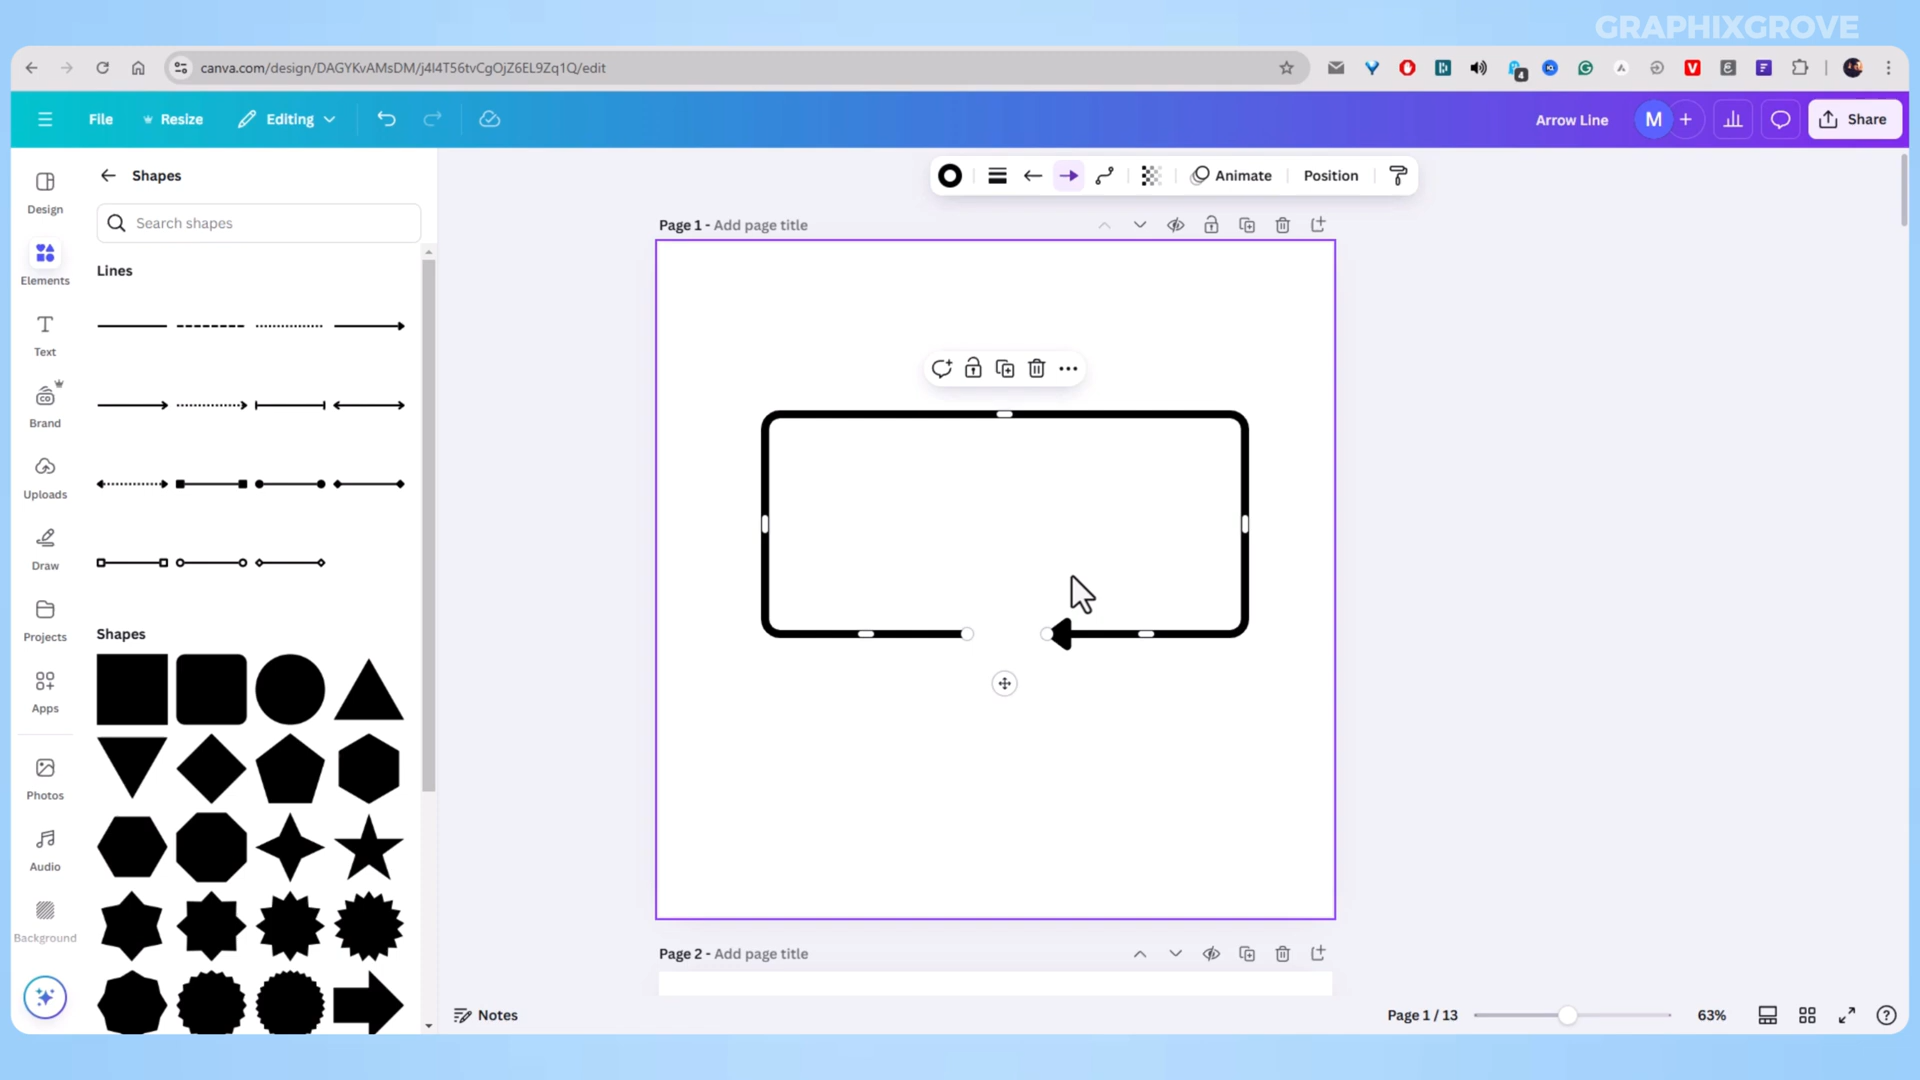 GRAPHIXGROVE
canva.com/design/DAGYKvAMsDM/j4l4T56tvCgOjZ6EL9Zq1Q/edit
4
File
Resize
Editing
Arrow Line
M
Share
Design
Elements
Text
Brand
Uploads
Draw
Projects
Apps
Photos
Audio
Background
Shapes
Search shapes
Lines
Shapes
Animate
Position
Page 1 - Add page title
Page 2 - Add page title
Notes
Page 1 / 13
63%